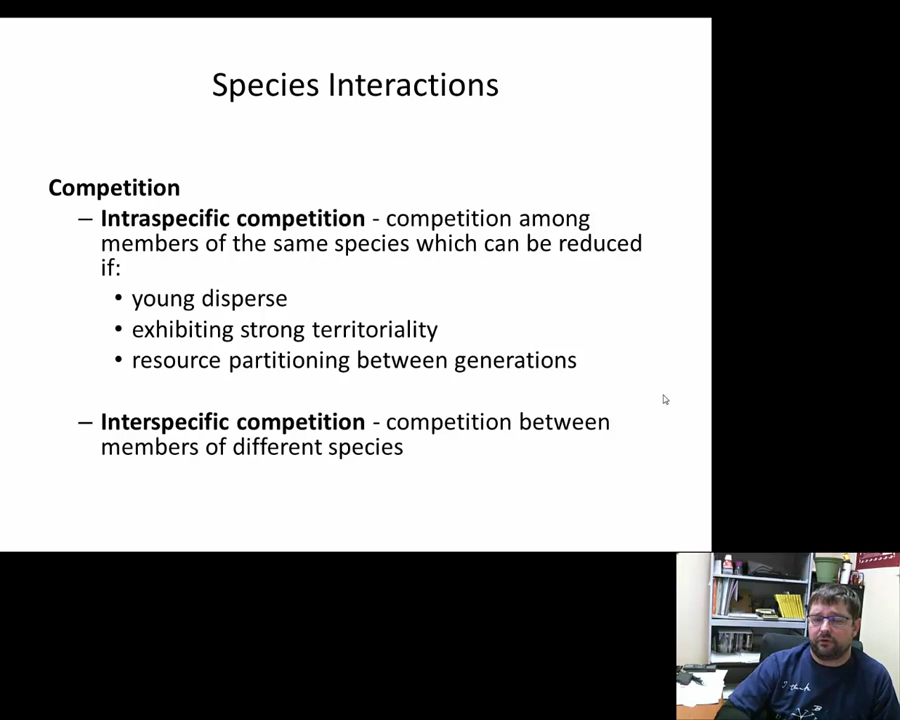 Species Interactions
Competition
– Intraspecific competition - competition among
members of the same species which can be reduced
if:
• young disperse
• exhibiting strong territoriality
• resource partitioning between generations
– Interspecific competition - competition between
members of different species
I think